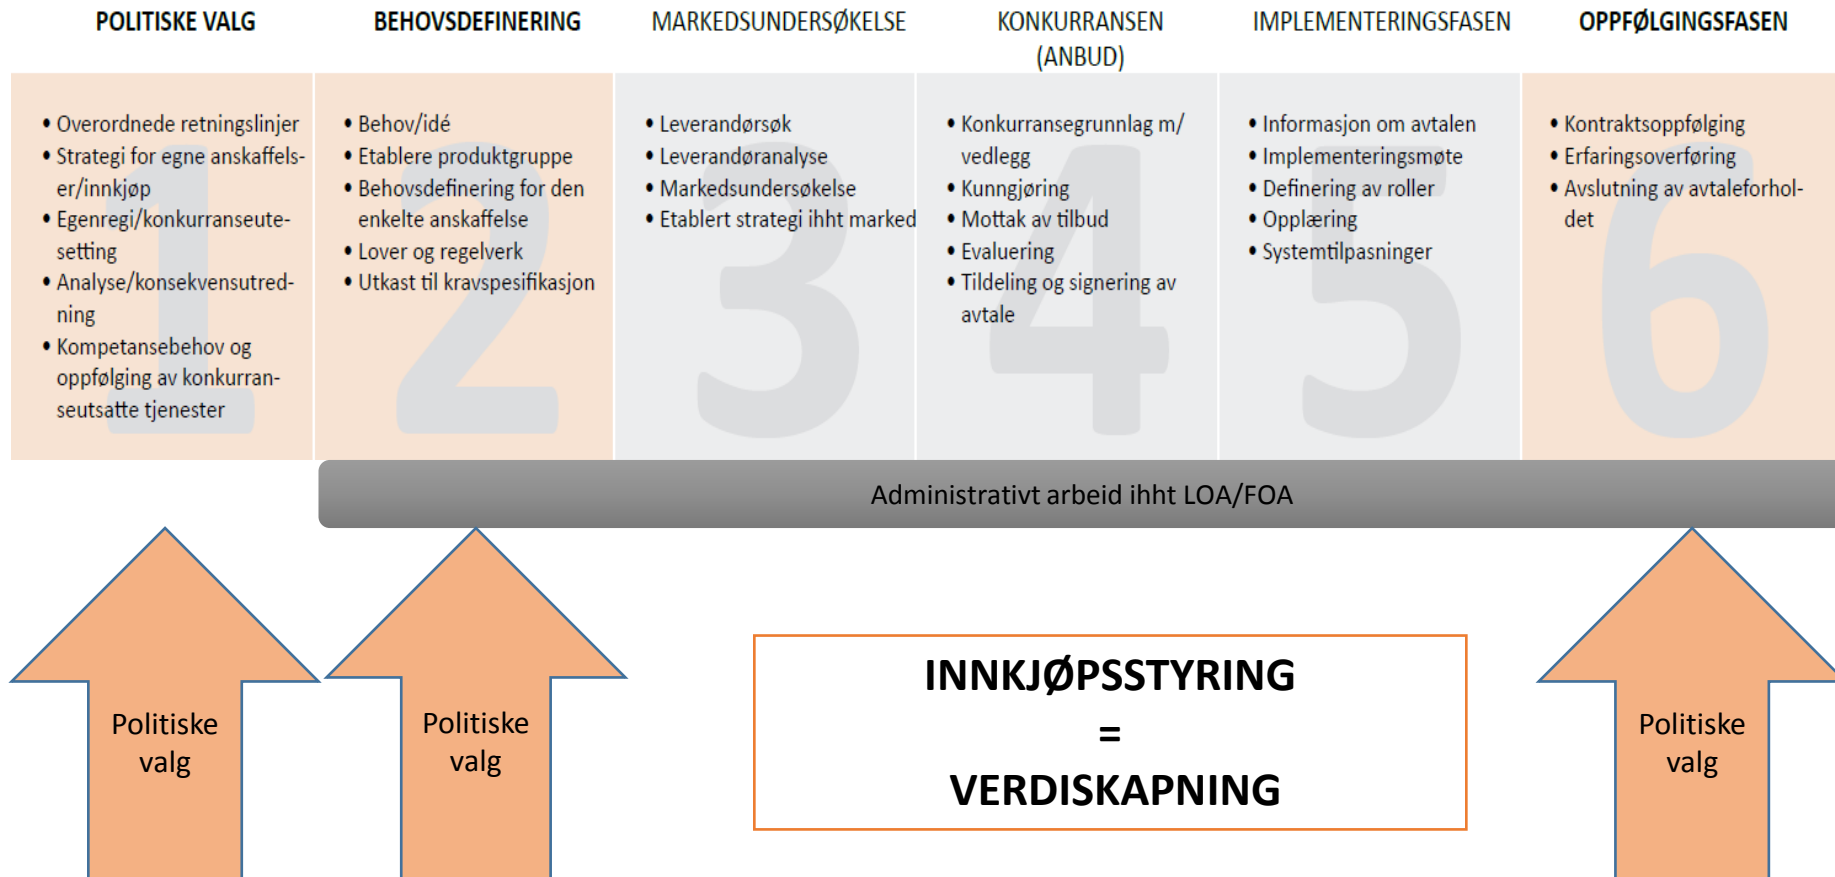 POLITISKE VALG
BEHOVSDEFINERING
MARKEDSUNDERSØKELSE
KONKURRANSEN
(ANBUD)
IMPLEMENTERINGSFASEN
OPPFØLGINGSFASEN
1
• Overordnede retningslinjer
• Strategi for egne anskaffels-
er/innkjøp
• Egenregi/konkurranseute-
setting
• Analyse/konsekvensutred-
ning
• Kompetansebehov og
oppfølging av konkurran-
seutsatte tjenester
2
• Behov/idé
• Etablere produktgruppe
• Behovsdefinering for den
enkelte anskaffelse
• Lover og regelverk
• Utkast til kravspesifikasjon
3
• Leverandørsøk
• Leverandøranalyse
• Markedsundersøkelse
• Etablert strategi ihht marked
4
• Konkurransegrunnlag m/
vedlegg
• Kunngjøring
• Mottak av tilbud
• Evaluering
• Tildeling og signering av
avtale
5
• Informasjon om avtalen
• Implementeringsmøte
• Definering av roller
• Opplæring
• Systemtilpasninger
6
• Kontraktsoppfølging
• Erfaringsoverføring
• Avslutning av avtaleforhol-
det
Administrativt arbeid ihht LOA/FOA
Politiske
valg
Politiske
valg
INNKJØPSSTYRING
=
VERDISKAPNING
Politiske
valg